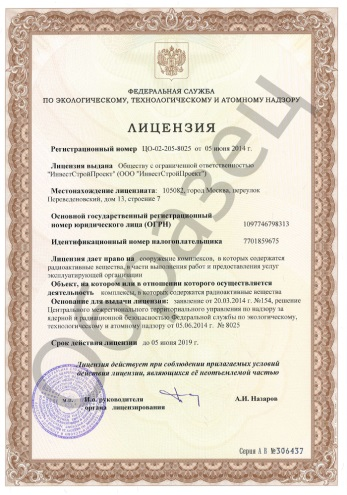 ФЕДЕРАЛЬНАЯ СЛУЖБА
ПО ЭКОЛОГИЧЕСКОМУ, ТЕХНОЛОГИЧЕСКОМУ И АТОМНОМУ НАДЗОРУ
ЛИЦЕНЗИЯ
Регистрационный номер ЦО-02-205-8025 от 05 июня 2014 г.
Лицензия выдана Обществу с ограниченной ответственностью
"ИнвестСтройПроект" (ООО "ИнвестСтройПроект")
Местонахождение лицензиата: 105082, город Москва, переулок
Переведеновский, дом 13, строение 7
Основной государственный регистрационный
номер юридического лица (ОГРН) 1097746798313
Идентификационный номер налогоплательщика 7701859675
Лицензия дает право на сооружение комплексов, в которых содержатся
радиоактивные вещества, в части выполнения работ и предоставления услуг
эксплуатирующей организации
Объект, на котором или в отношении которого осуществляется
деятельность комплексы, в которых содержатся радиоактивные вещества
Основание для выдачи лицензии: заявление от 20.03.2014 г. №154, решение
Центрального межрегионального территориального управления по надзору за
ядерной и радиационной безопасностью Федеральной службы по экологическому,
технологическому и атомному надзору от 05.06.2014 г. № 8025
Срок действия лицензии до 05 июня 2019 г.
Лицензия действует при соблюдении прилагаемых условий
действия лицензии, являющихся её неотъемлемой частью
М.П. И.о. руководителя А.И. Назаров
органа лицензирования
Серия А В №306437
Образец